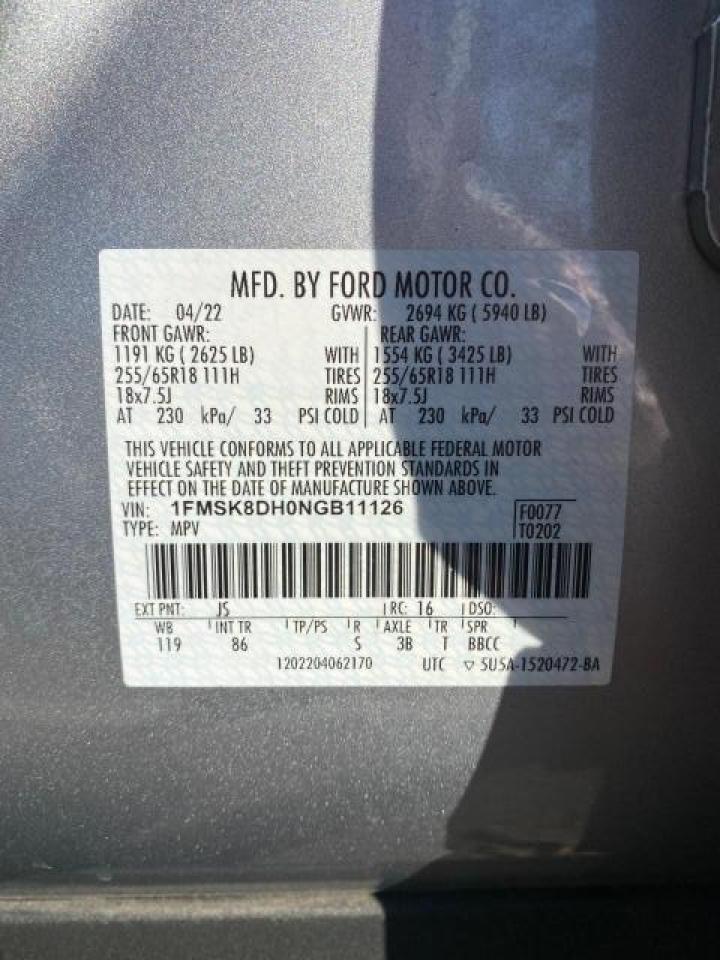 MFD. BY FORD MOTOR CO.
DATE: 04/22 GVWR: 2694 KG ( 5940 LB)
FRONT GAWR: REAR GAWR:
1191 KG ( 2625 LB) WITH 1554 KG ( 3425 LB) WITH
255/65R18 111H TIRES 255/65R18 111H TIRES
18x7.5J RIMS 18x7.5J RIMS
AT 230 kPa/ 33 PSI COLD AT 230 kPa/ 33 PSI COLD
THIS VEHICLE CONFORMS TO ALL APPLICABLE FEDERAL MOTOR
VEHICLE SAFETY AND THEFT PREVENTION STANDARDS IN
EFFECT ON THE DATE OF MANUFACTURE SHOWN ABOVE.
VIN: 1FMSK8DH0NGB11126 F0077
TYPE: MPV T0202
EXT PNT: JS RC: 16 DSO:
WB INT TR TP/PS R AXLE TR SPR
119 86 S 3B T BBCC
1202204062170 UTC ▽ 5U5A-1520472-BA